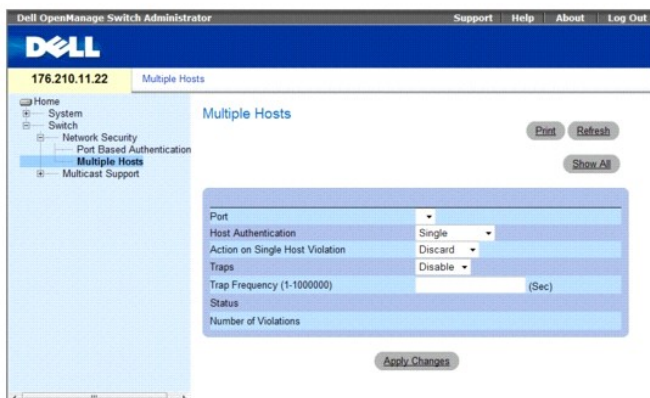 Dell OpenManage Switch Administrator
Support Help About Log Out
DELL
176.210.11.22
Multiple Hosts
Home
System
Switch
Network Security
Port Based Authentication
Multiple Hosts
Multicast Support
Multiple Hosts
Print
Refresh
Show All
Port
Host Authentication Single
Action on Single Host Violation Discard
Traps Disable
Trap Frequency (1-1000000) (Sec)
Status
Number of Violations
Apply Changes